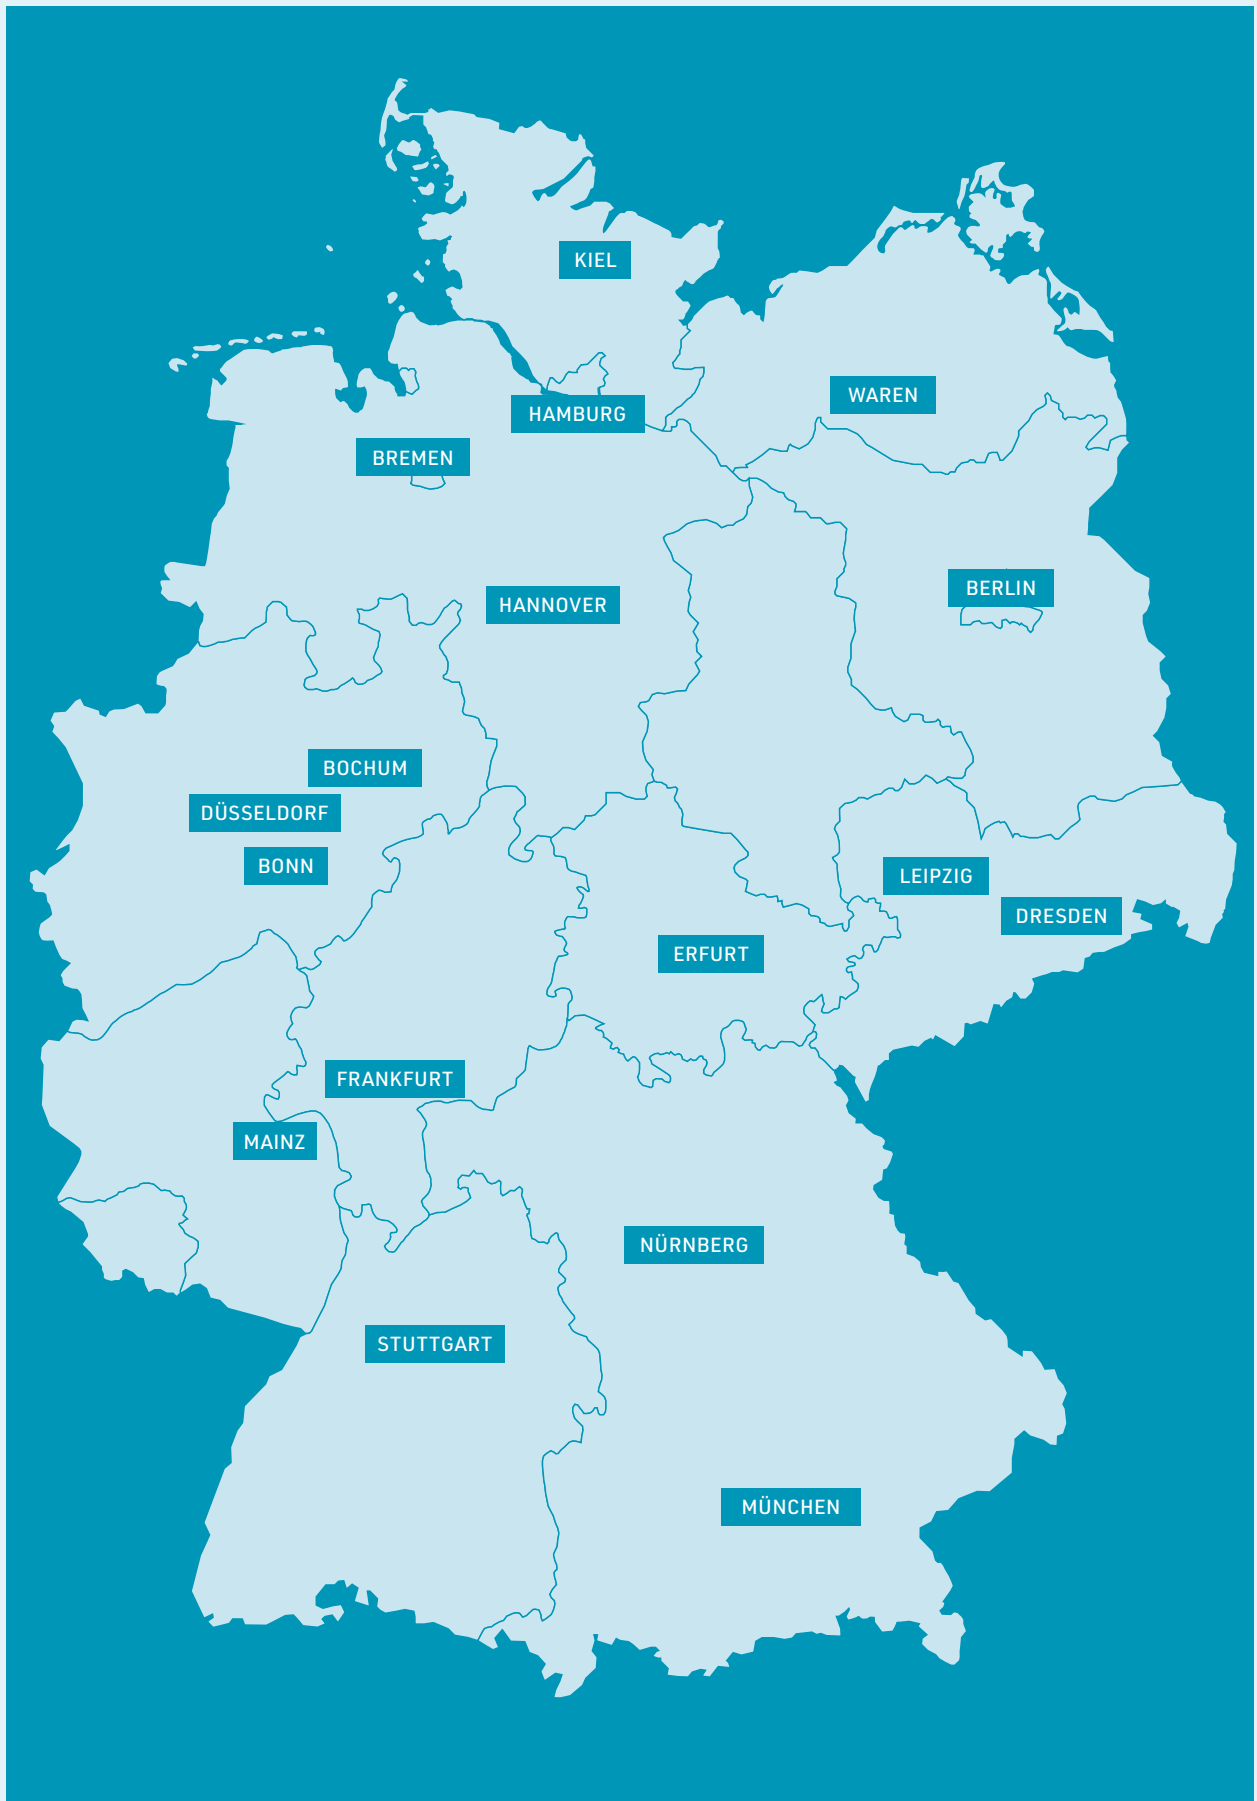 KIEL
WAREN
HAMBURG
BREMEN
BERLIN
HANNOVER
BOCHUM
DÜSSELDORF
BONN
LEIPZIG
DRESDEN
ERFURT
FRANKFURT
MAINZ
NÜRNBERG
STUTTGART
MÜNCHEN